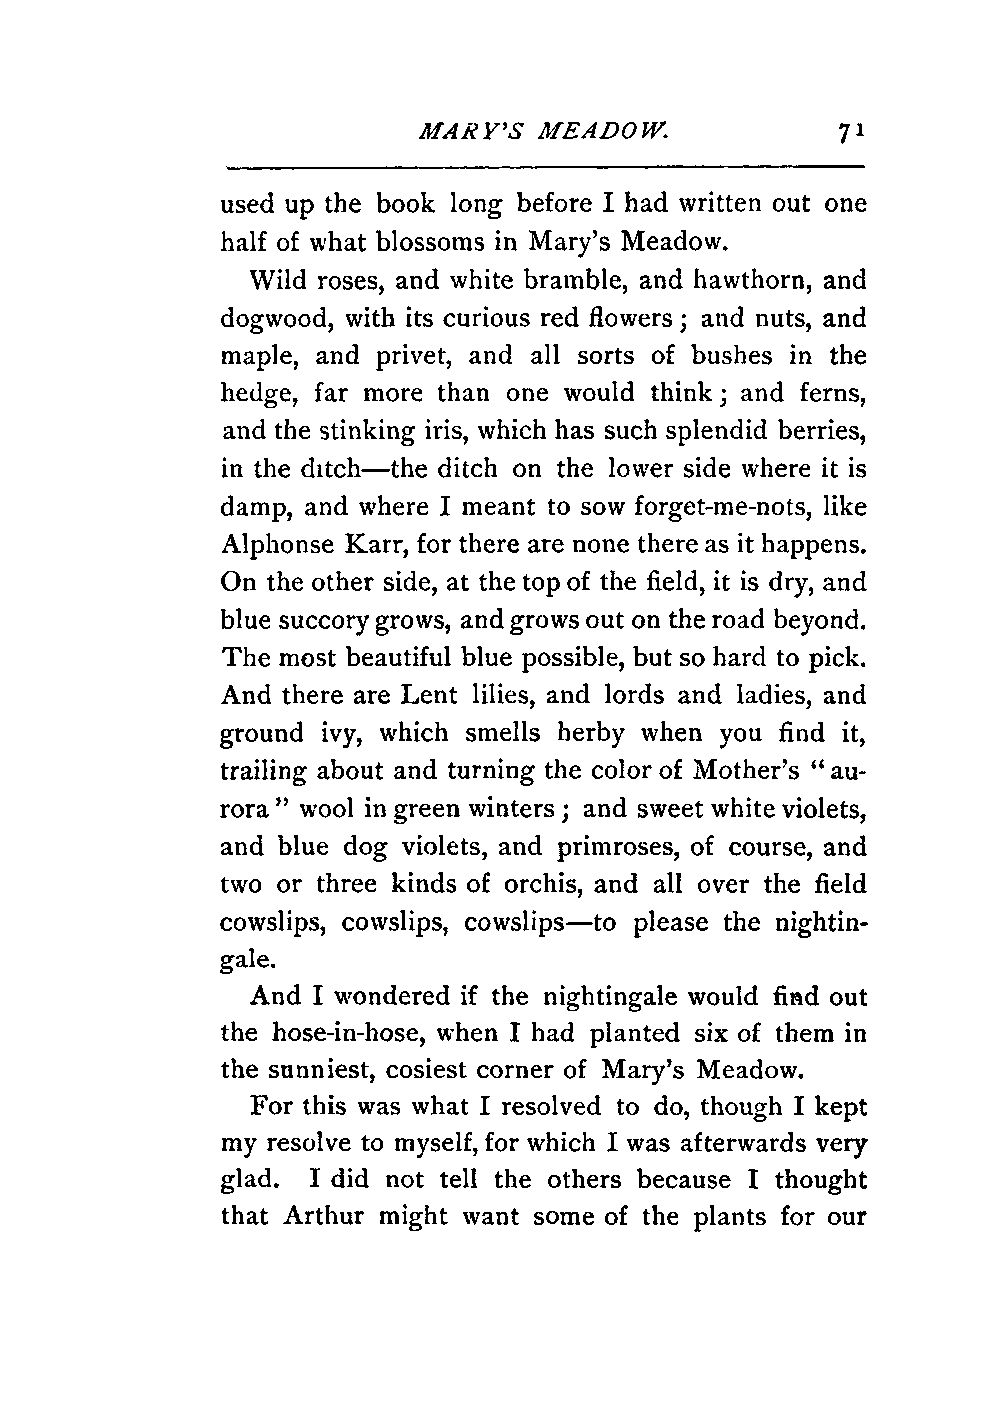 MARY'S MEADOW. 71
used up the book long before I had written out one
half of what blossoms in Mary's Meadow.
Wild roses, and white bramble, and hawthorn, and
dogwood, with its curious red flowers; and nuts, and
maple, and privet, and all sorts of bushes in the
hedge, far more than one would think; and ferns,
and the stinking iris, which has such splendid berries,
in the ditch—the ditch on the lower side where it is
damp, and where I meant to sow forget-me-nots, like
Alphonse Karr, for there are none there as it happens.
On the other side, at the top of the field, it is dry, and
blue succory grows, and grows out on the road beyond.
The most beautiful blue possible, but so hard to pick.
And there are Lent lilies, and lords and ladies, and
ground ivy, which smells herby when you find it,
trailing about and turning the color of Mother's “au-
rora” wool in green winters; and sweet white violets,
and blue dog violets, and primroses, of course, and
two or three kinds of orchis, and all over the field
cowslips, cowslips, cowslips—to please the nightin-
gale.
And I wondered if the nightingale would find out
the hose-in-hose, when I had planted six of them in
the sunniest, cosiest corner of Mary's Meadow.
For this was what I resolved to do, though I kept
my resolve to myself, for which I was afterwards very
glad. I did not tell the others because I thought
that Arthur might want some of the plants for our